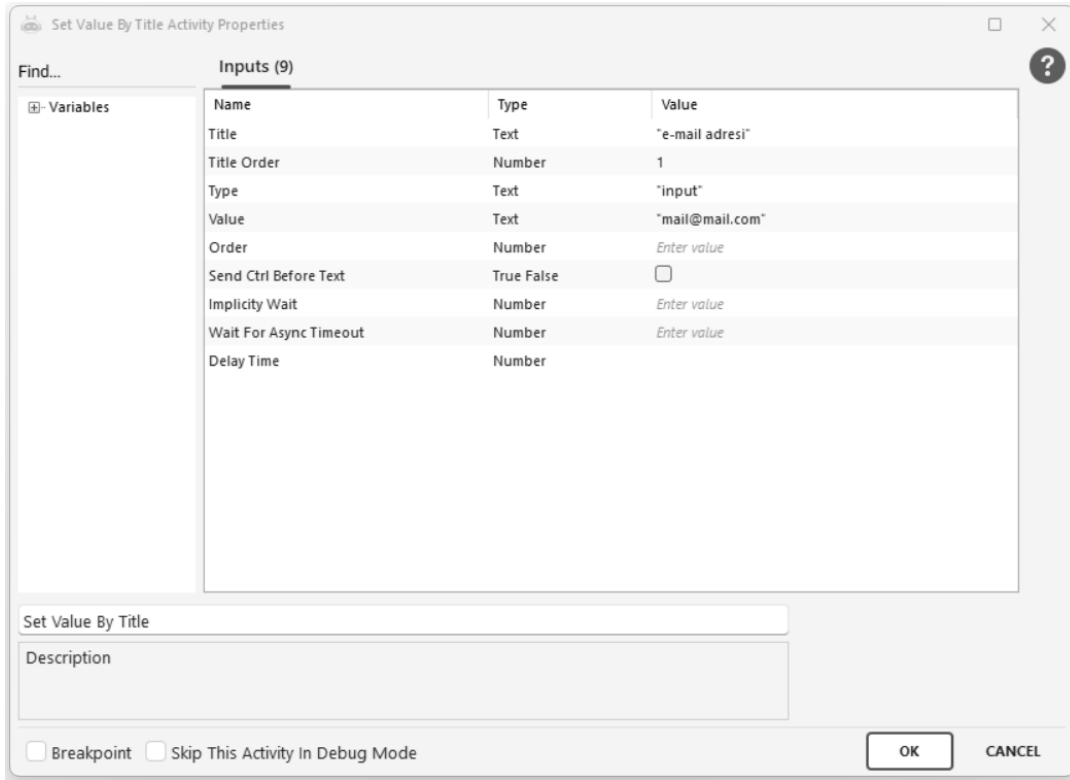 Set Value By Title Activity Properties
Find...
Inputs (9)
?
Variables
Name Type Value
Title Text "e-mail adresi"
Title Order Number 1
Type Text "input"
Value Text "mail@mail.com"
Order Number Enter value
Send Ctrl Before Text True False
Implicity Wait Number Enter value
Wait For Async Timeout Number Enter value
Delay Time Number
Set Value By Title
Description
Breakpoint Skip This Activity In Debug Mode OK CANCEL